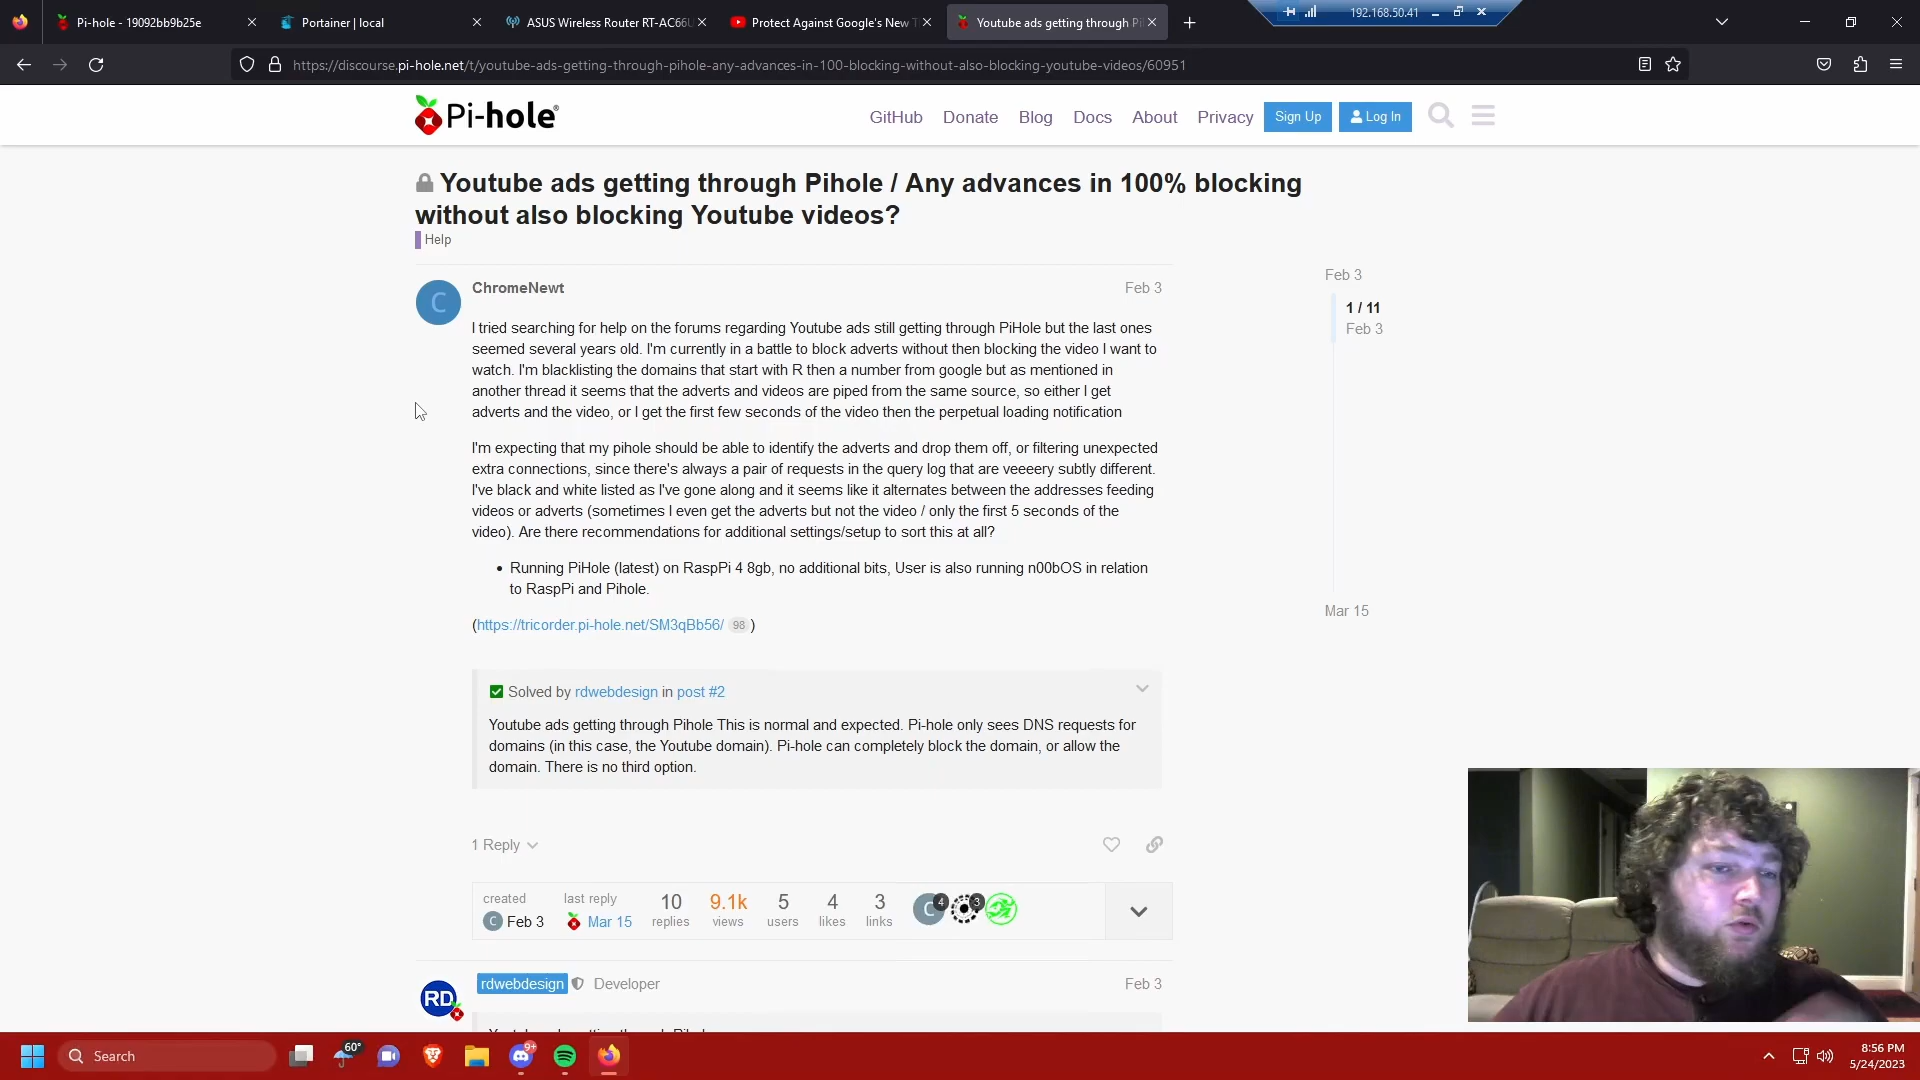 Pi-hole - 19092bb9b25e
Portainer | local
ASUS Wireless Router RT-AC66U
Protect Against Google's New T
Youtube ads getting through Pi
192.168.50.41
https://discourse.pi-hole.net/t/youtube-ads-getting-through-pihole-any-advances-in-100-blocking-without-also-blocking-youtube-videos/60951
Pi-hole®
GitHub
Donate
Blog
Docs
About
Privacy
Sign Up
Log In
Youtube ads getting through Pihole / Any advances in 100% blocking
without also blocking Youtube videos?
Help
C
ChromeNewt
Feb 3
I tried searching for help on the forums regarding Youtube ads still getting through PiHole but the last ones
seemed several years old. I'm currently in a battle to block adverts without then blocking the video I want to
watch. I'm blacklisting the domains that start with R then a number from google but as mentioned in
another thread it seems that the adverts and videos are piped from the same source, so either I get
adverts and the video, or I get the first few seconds of the video then the perpetual loading notification
I'm expecting that my pihole should be able to identify the adverts and drop them off, or filtering unexpected
extra connections, since there's always a pair of requests in the query log that are veeeery subtly different.
I've black and white listed as I've gone along and it seems like it alternates between the addresses feeding
videos or adverts (sometimes I even get the adverts but not the video / only the first 5 seconds of the
video). Are there recommendations for additional settings/setup to sort this at all?
• Running PiHole (latest) on RaspPi 4 8gb, no additional bits, User is also running n00bOS in relation
to RaspPi and Pihole.
(https://tricorder.pi-hole.net/SM3qBb56/ 98 )
Solved by rdwebdesign in post #2
Youtube ads getting through Pihole This is normal and expected. Pi-hole only sees DNS requests for
domains (in this case, the Youtube domain). Pi-hole can completely block the domain, or allow the
domain. There is no third option.
1 Reply
created
C Feb 3
last reply
Mar 15
10
replies
9.1k
views
5
users
4
likes
3
links
C 4
3
RD
rdwebdesign
Developer
Feb 3
Feb 3
1 / 11
Feb 3
Mar 15
Search
60°
9+
8:56 PM
5/24/2023